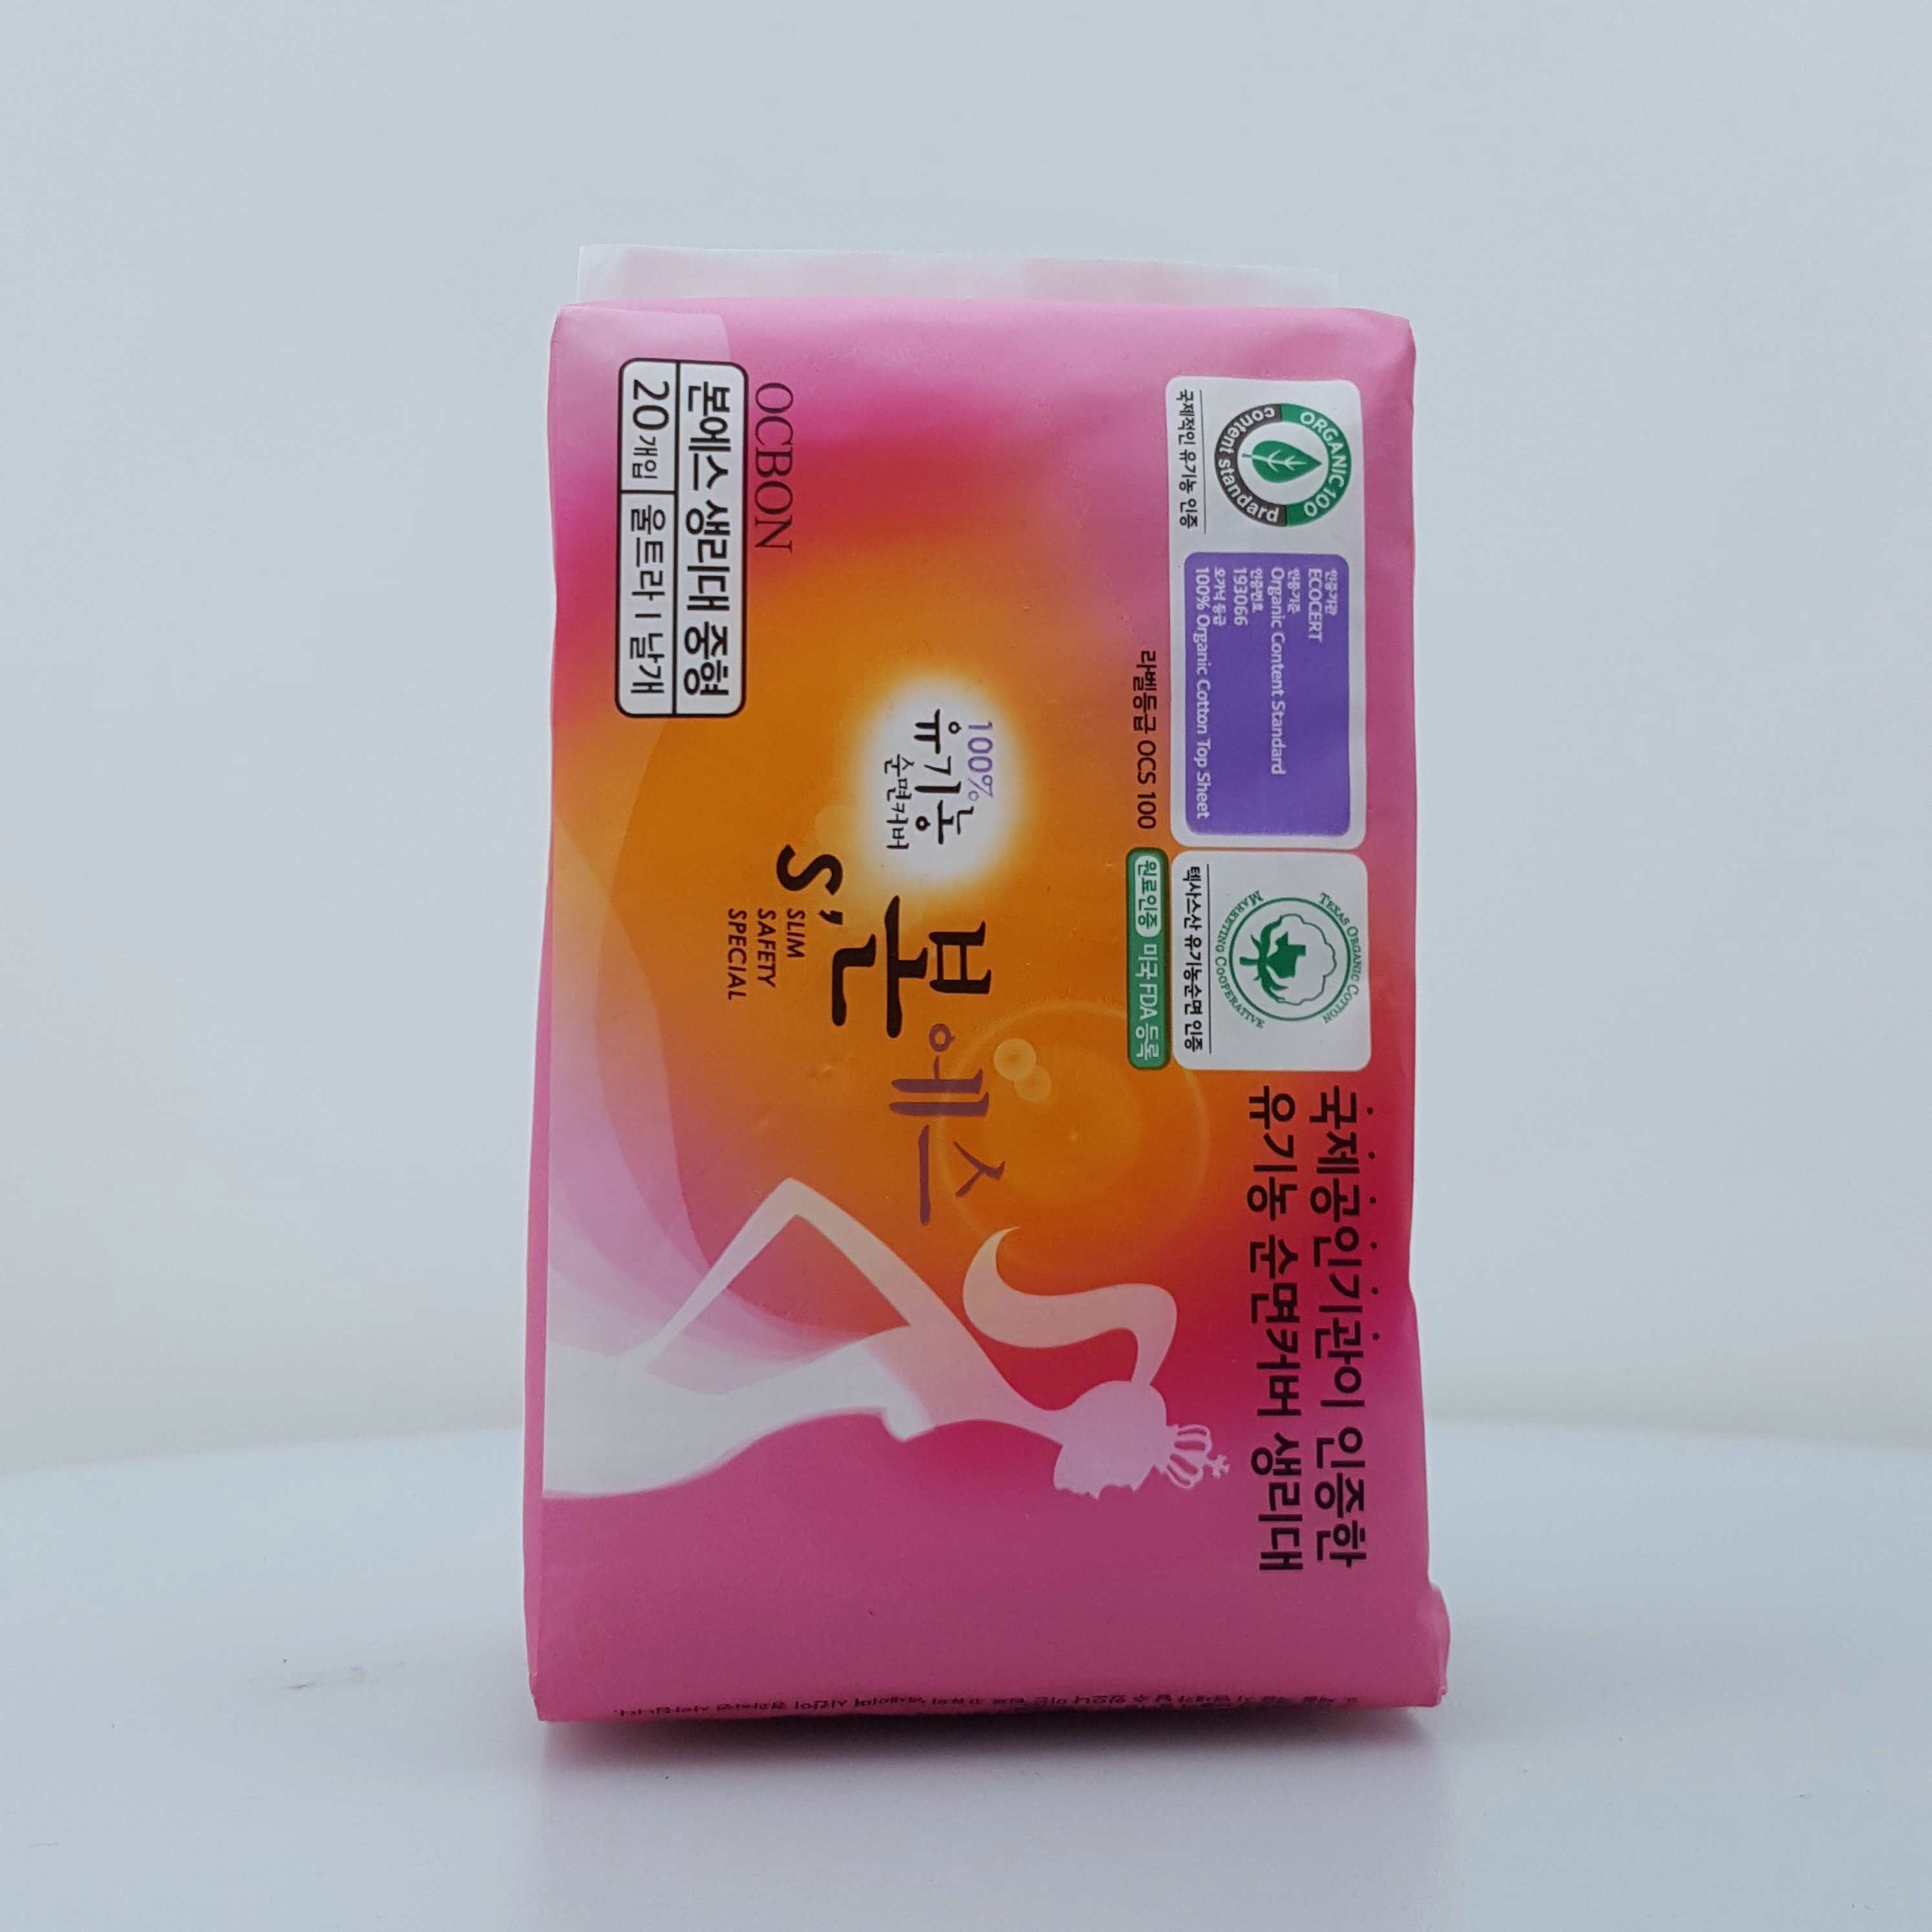 ORGANIC 100
content standard
국제적인 유기농 인증
인증기관
ECOCERT
인증기준
Organic Content Standard
인증번호
193066
오가닉 등급
100% Organic Cotton Top Sheet
라벨등급 OCS 100
TEXAS ORGANIC COTTON
MARKETING COOPERATIVE
텍사스산 유기농순면 인증
원료인증 미국 FDA 등록
국제공인기관이 인증한
유기농 순면커버 생리대
100%
유기농
순면커버
본에스
S,
SLIM
SAFETY
SPECIAL
OCBON
본에스 생리대 중형
20개입 울트라 I 날개